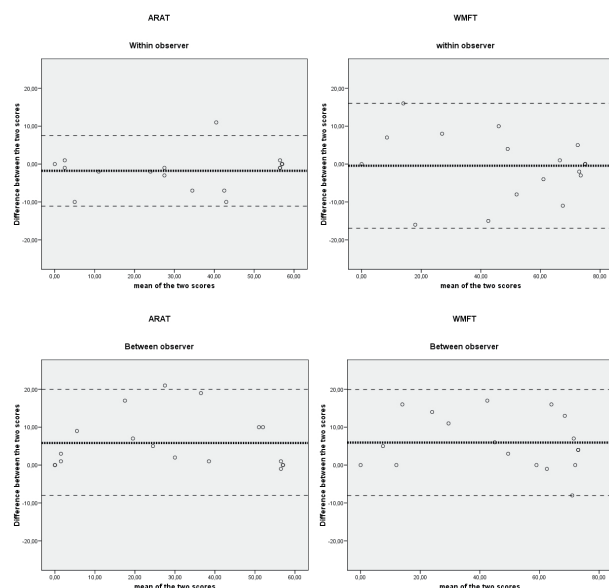 ARAT
Within observer
Difference between the two scores
20,00
10,00
0,00
-10,00
-20,00
0,00 10,00 20,00 30,00 40,00 50,00 60,00
mean of the two scores
WMFT
within observer
Difference between the two scores
20,00
10,00
0,00
-10,00
-20,00
0,00 20,00 40,00 60,00 80,00
mean of the two scores
ARAT
Between observer
Difference between the two scores
20,00
10,00
0,00
-10,00
-20,00
0,00 10,00 20,00 30,00 40,00 50,00 60,00
mean of the two scores
WMFT
Between observer
Difference between the two scores
20,00
10,00
0,00
-10,00
-20,00
0,00 20,00 40,00 60,00 80,00
mean of the two scores